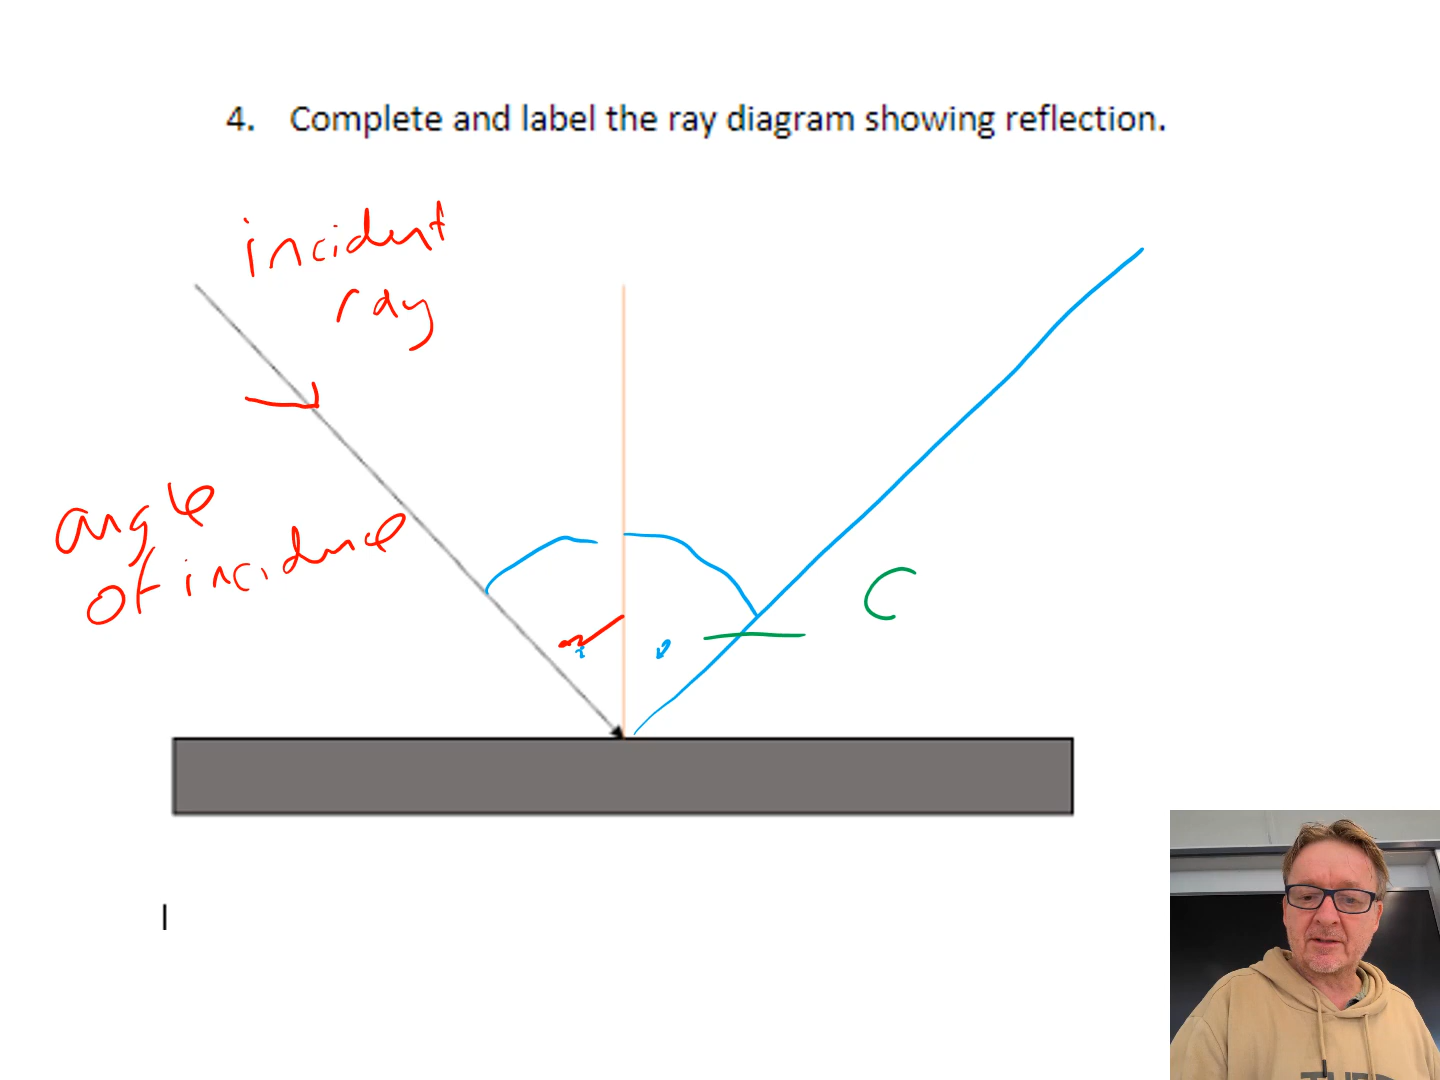 4. Complete and label the ray diagram showing reflection.
incident
ray
angle
of incidence
C